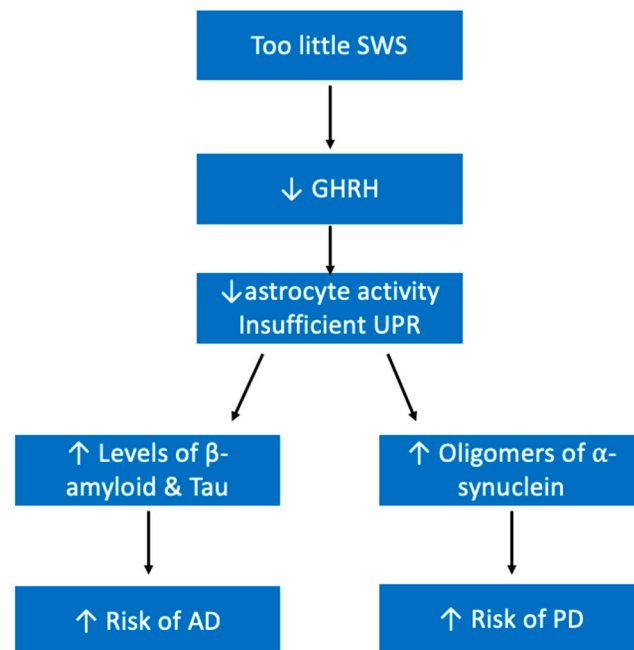 Too little SWS
↓ GHRH
↓astrocyte activity
Insufficient UPR
↑ Levels of β-
amyloid & Tau
↑ Oligomers of α-
synuclein
↑ Risk of AD
↑ Risk of PD